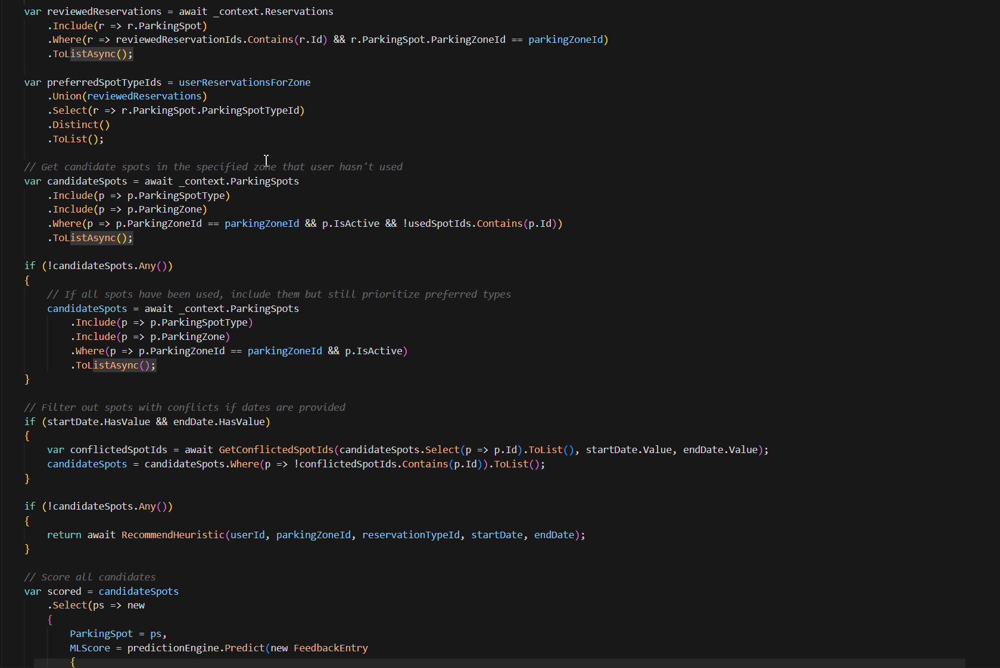 var reviewedReservations = await _context.Reservations
.Include(r => r.ParkingSpot)
.Where(r => reviewedReservationIds.Contains(r.Id) && r.ParkingSpot.ParkingZoneId == parkingZoneId)
.ToListAsync();
var preferredSpotTypeIds = userReservationsForZone
.Union(reviewedReservations)
.Select(r => r.ParkingSpot.ParkingSpotTypeId)
.Distinct()
.ToList();
// Get candidate spots in the specified zone that user hasn't used
var candidateSpots = await _context.ParkingSpots
.Include(p => p.ParkingSpotType)
.Include(p => p.ParkingZone)
.Where(p => p.ParkingZoneId == parkingZoneId && p.IsActive && !usedSpotIds.Contains(p.Id))
.ToListAsync();
if (!candidateSpots.Any())
{
// If all spots have been used, include them but still prioritize preferred types
candidateSpots = await _context.ParkingSpots
.Include(p => p.ParkingSpotType)
.Include(p => p.ParkingZone)
.Where(p => p.ParkingZoneId == parkingZoneId && p.IsActive)
.ToListAsync();
}
// Filter out spots with conflicts if dates are provided
if (startDate.HasValue && endDate.HasValue)
{
var conflictedSpotIds = await GetConflictedSpotIds(candidateSpots.Select(p => p.Id).ToList(), startDate.Value, endDate.Value);
candidateSpots = candidateSpots.Where(p => !conflictedSpotIds.Contains(p.Id)).ToList();
}
if (!candidateSpots.Any())
{
return await RecommendHeuristic(userId, parkingZoneId, reservationTypeId, startDate, endDate);
}
// Score all candidates
var scored = candidateSpots
.Select(ps => new
{
ParkingSpot = ps,
MLScore = predictionEngine.Predict(new FeedbackEntry
{